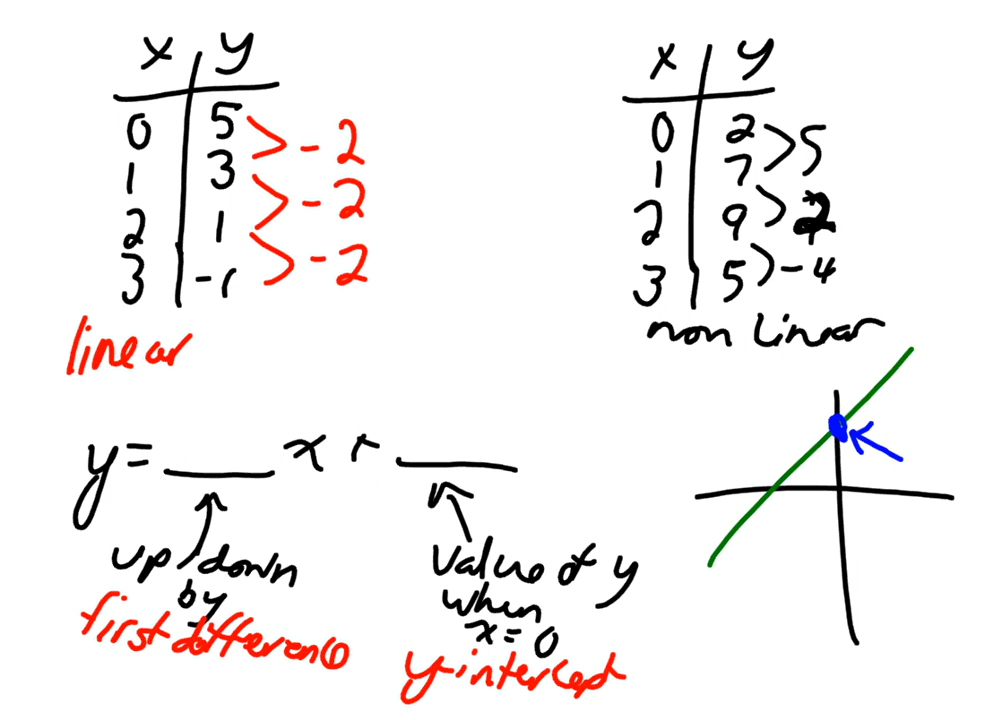 x y
0 5
1 3
2 1
3 -1
> -2
> -2
> -2
linear
x y
0 2
1 7
2 9
3 5
> 5
> 2
> -4
non Linear
y = ___ x + ___
up/down
by
first difference
value of y
when
x = 0
y-intercept